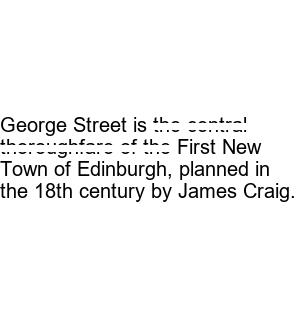 George Street is the central
thoroughfare of the First New
Town of Edinburgh, planned in
the 18th century by James Craig.